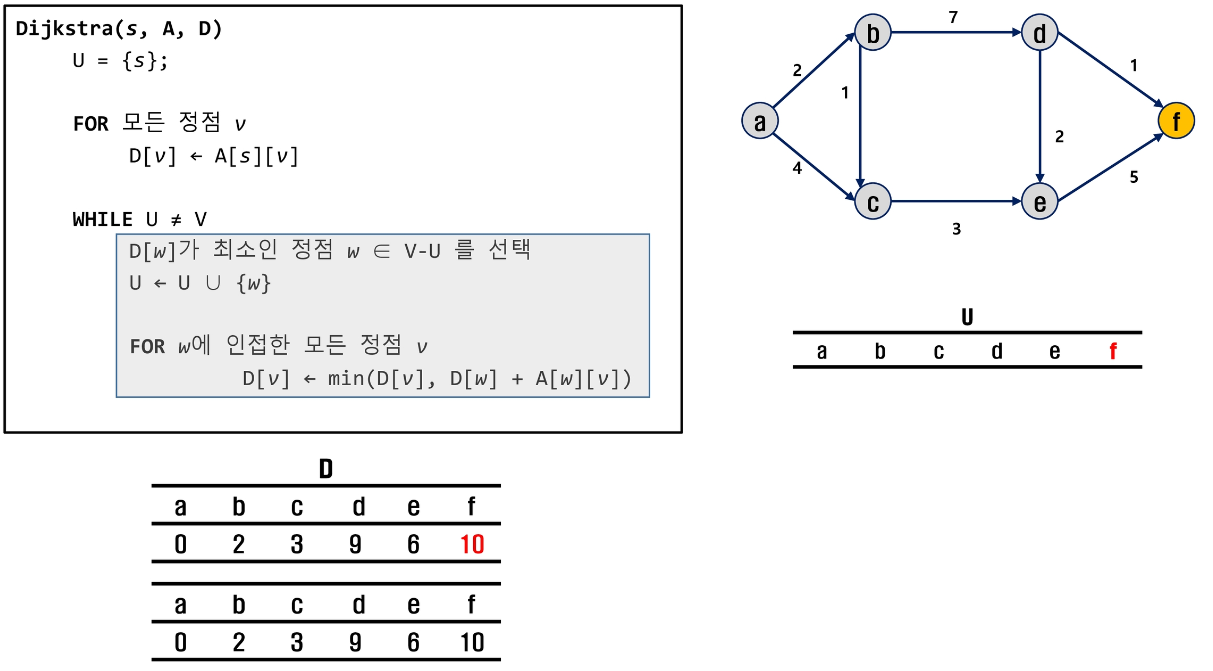 Dijkstra(s, A, D)
U = {s};
FOR 모든 정점 v
D[v] ← A[s][v]
WHILE U ≠ V
D[w]가 최소인 정점 w ∈ V-U 를 선택
U ← U ∪ {w}
FOR w에 인접한 모든 정점 v
D[v] ← min(D[v], D[w] + A[w][v])
7
b
d
2
1
1
a
f
4
2
5
c
e
3
U
a b c d e f
D
a b c d e f
0 2 3 9 6 10
a b c d e f
0 2 3 9 6 10